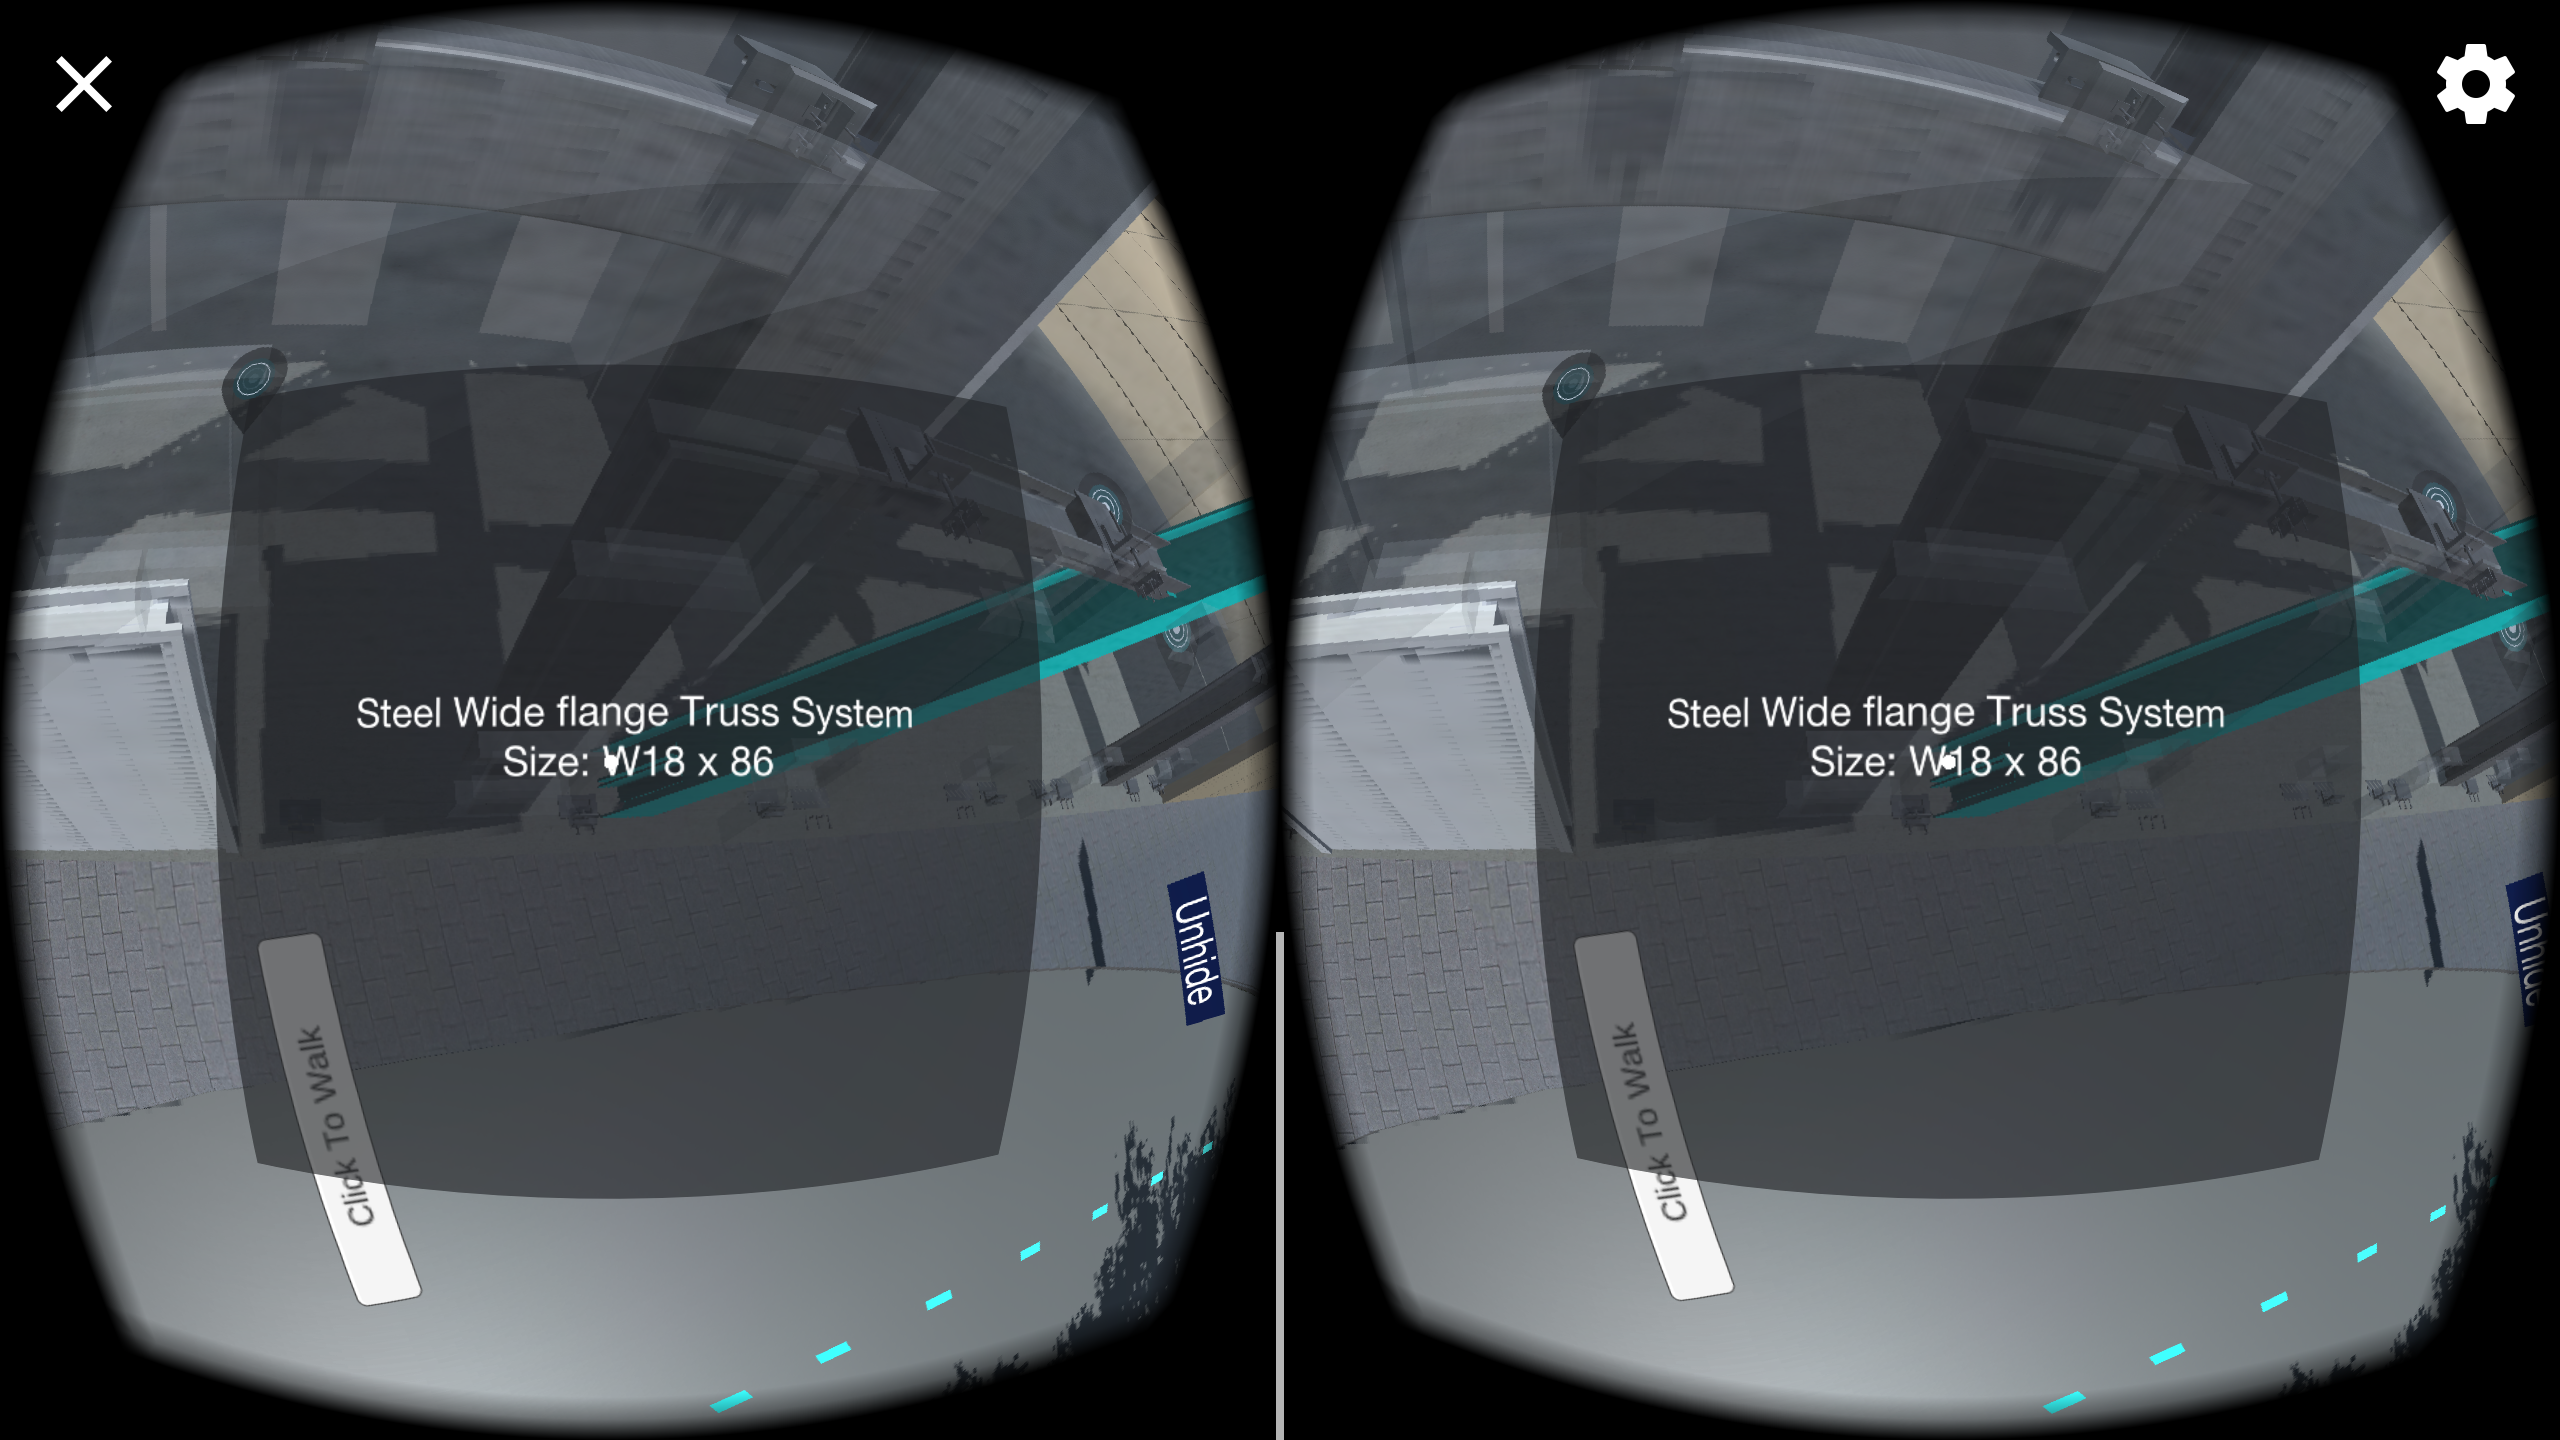 Steel Wide flange Truss System
Size: W18 x 86
Unhide
Click To Walk
Steel Wide flange Truss System
Size: W18 x 86
Unhide
Click To Walk